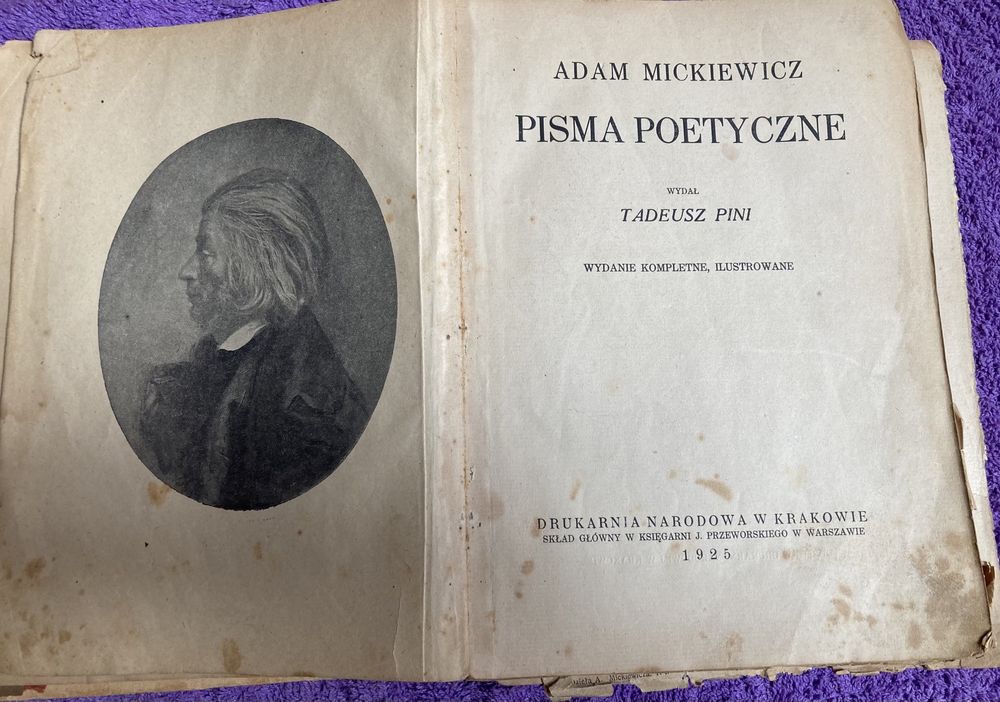 ADAM MICKIEWICZ
PISMA POETYCZNE
WYDAŁ
TADEUSZ PINI
WYDANIE KOMPLETNE, ILUSTROWANE
DRUKARNIA NARODOWA W KRAKOWIE
SKŁAD GŁÓWNY W KSIĘGARNI J. PRZEWORSKIEGO W WARSZAWIE
1925
A. Mickiewicza